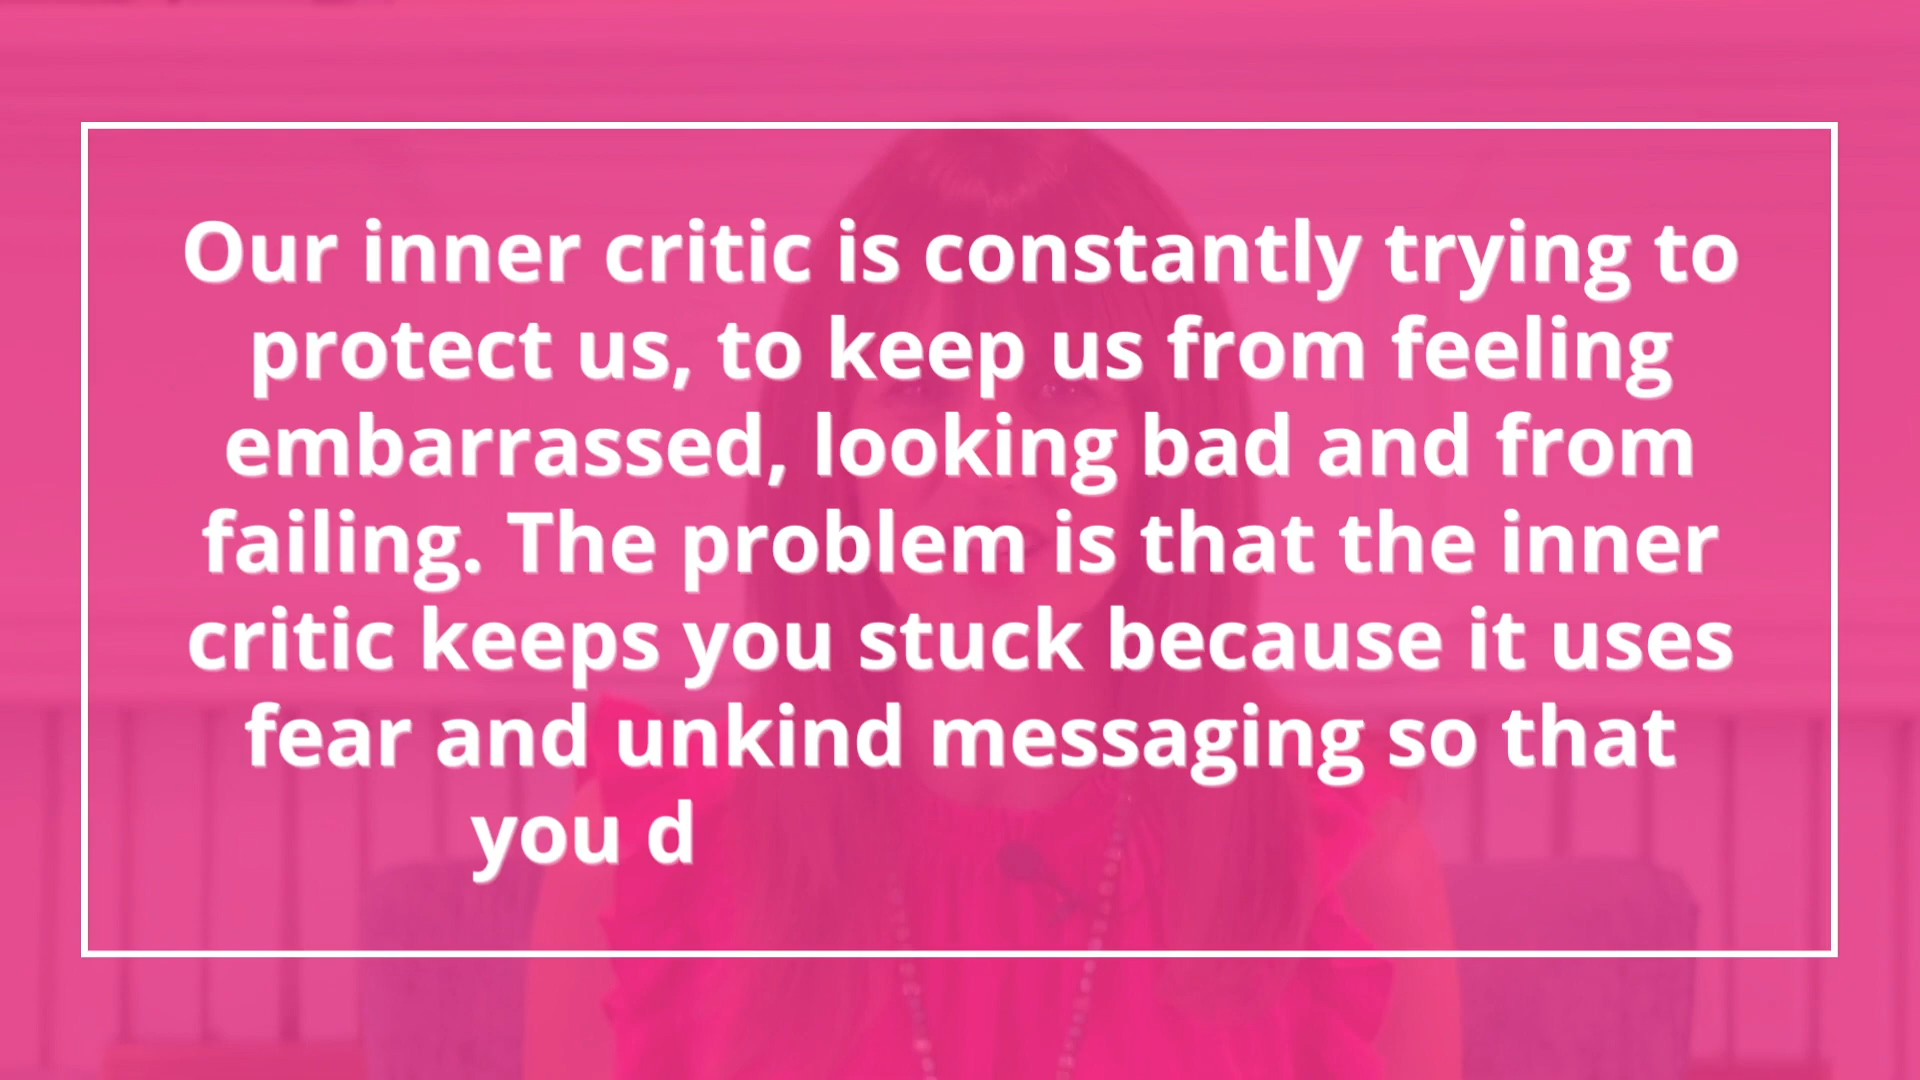 Our inner critic is constantly trying to
protect us, to keep us from feeling
embarrassed, looking bad and from
failing. The problem is that the inner
critic keeps you stuck because it uses
fear and unkind messaging so that
you d